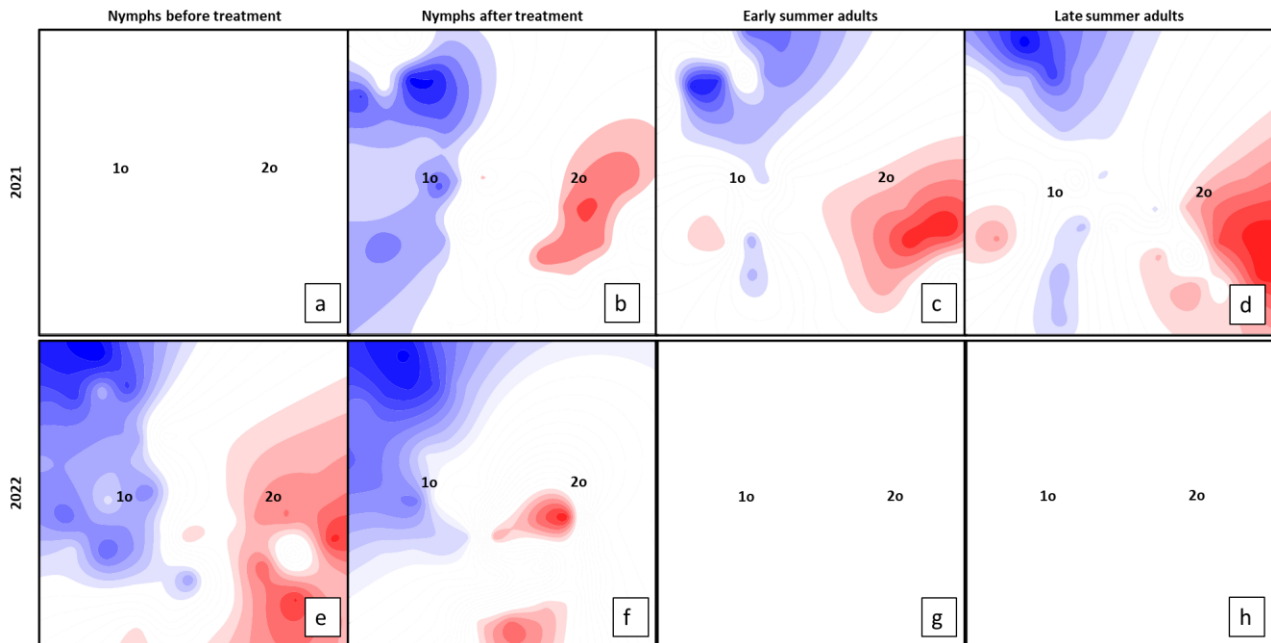 Nymphs before treatment
Nymphs after treatment
Early summer adults
Late summer adults
2021
1o 2o
a
1o 2o
b
1o 2o
c
1o 2o
d
2022
1o 2o
e
1o 2o
f
1o 2o
g
1o 2o
h